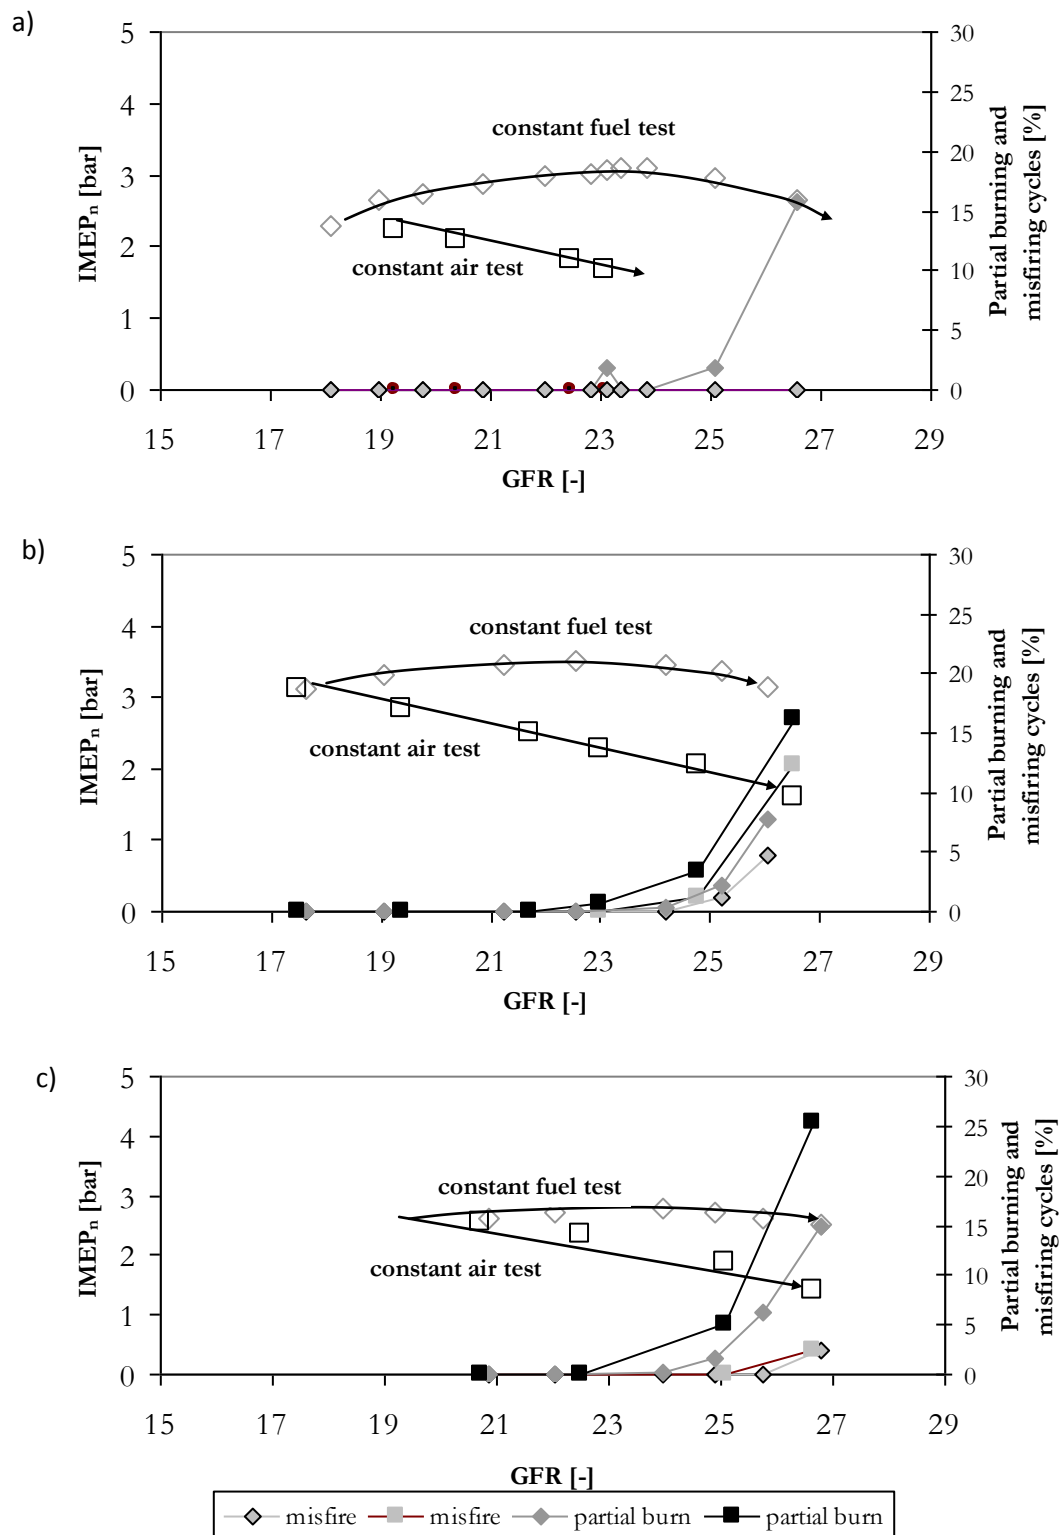 a)
5
4
3
2
1
0
IMEPn [bar]
constant fuel test
constant air test
30
25
20
15
10
5
0
Partial burning and
misfiring cycles [%]
15 17 19 21 23 25 27 29
GFR [-]
b)
5
4
3
2
1
0
IMEPn [bar]
constant fuel test
constant air test
30
25
20
15
10
5
0
Partial burning and
misfiring cycles [%]
15 17 19 21 23 25 27 29
GFR [-]
c)
5
4
3
2
1
0
IMEPn [bar]
constant fuel test
constant air test
30
25
20
15
10
5
0
Partial burning and
misfiring cycles [%]
15 17 19 21 23 25 27 29
GFR [-]
misfire misfire partial burn partial burn